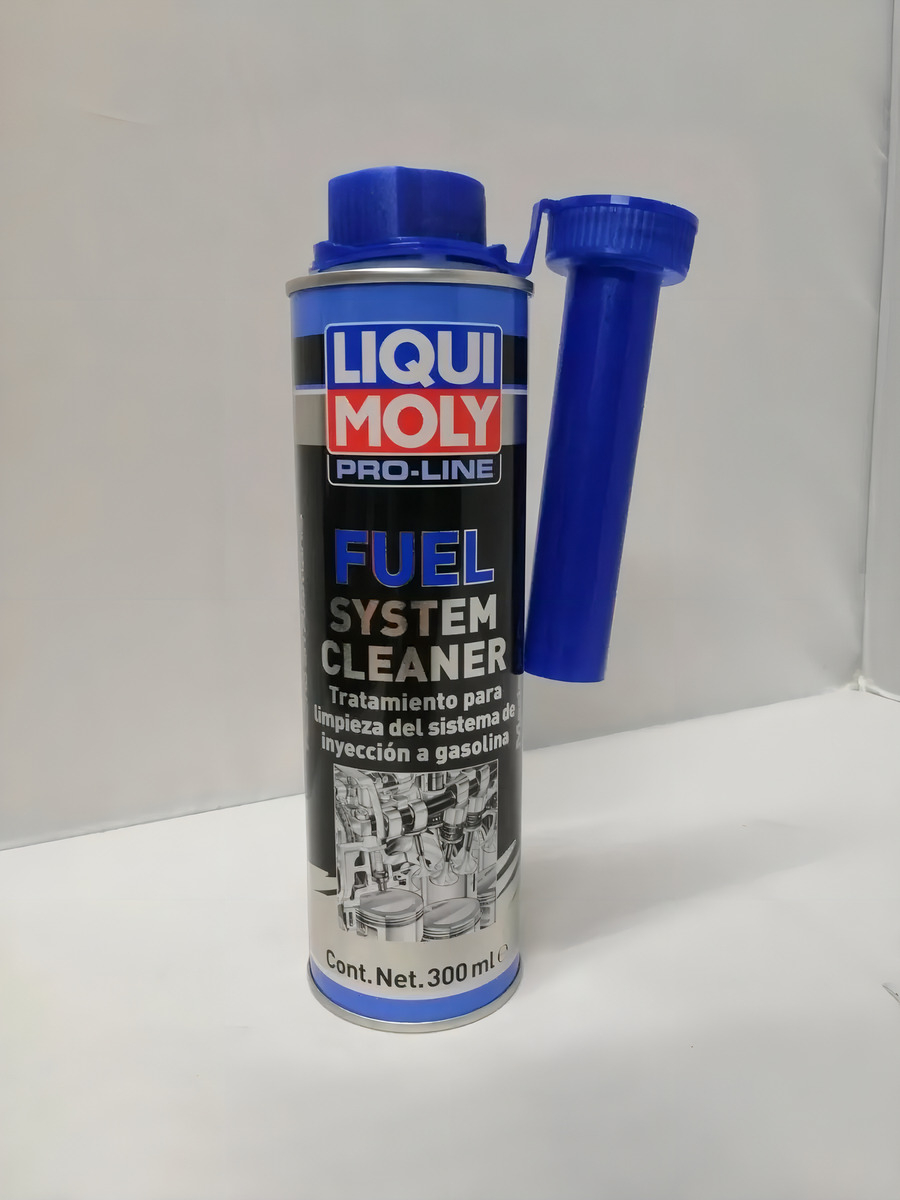 LIQUI
MOLY
PRO-LINE
FUEL
SYSTEM
CLEANER
Tratamiento para
limpieza del sistema de
inyección a gasolina
Cont. Net. 300 ml ℮